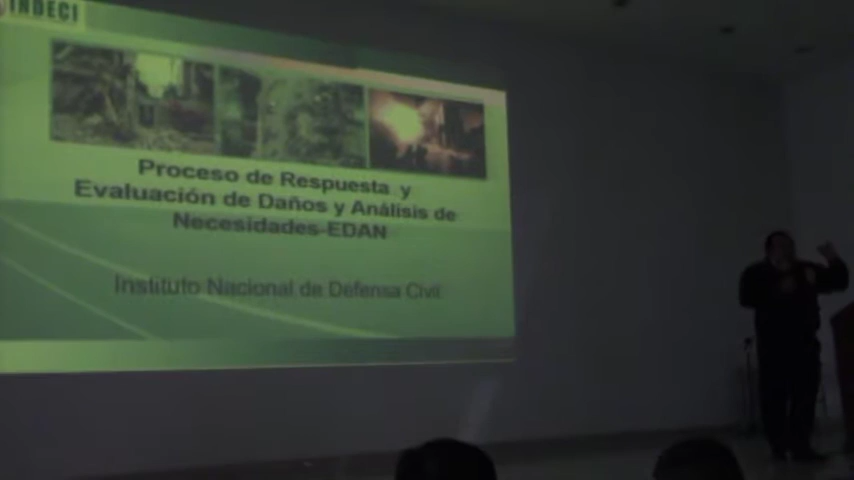 INDECI
Proceso de Respuesta y
Evaluación de Daños y Análisis de
Necesidades-EDAN
Instituto Nacional de Defensa Civil